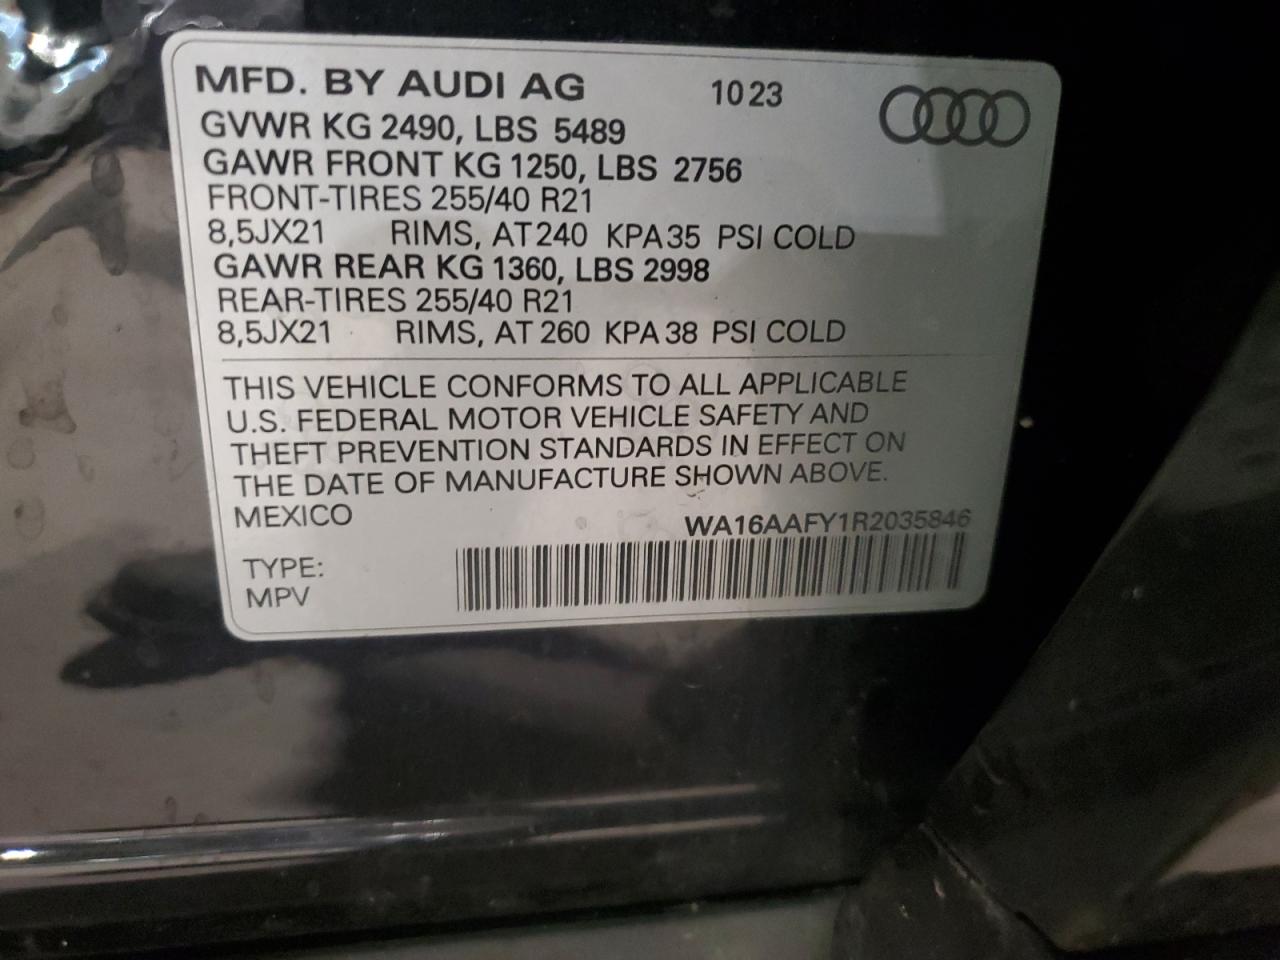 MFD. BY AUDI AG 10 23
GVWR KG 2490, LBS 5489
GAWR FRONT KG 1250, LBS 2756
FRONT-TIRES 255/40 R21
8,5JX21 RIMS, AT 240 KPA 35 PSI COLD
GAWR REAR KG 1360, LBS 2998
REAR-TIRES 255/40 R21
8,5JX21 RIMS, AT 260 KPA 38 PSI COLD
THIS VEHICLE CONFORMS TO ALL APPLICABLE
U.S. FEDERAL MOTOR VEHICLE SAFETY AND
THEFT PREVENTION STANDARDS IN EFFECT ON
THE DATE OF MANUFACTURE SHOWN ABOVE.
MEXICO WA16AAFY1R2035846
TYPE:
MPV